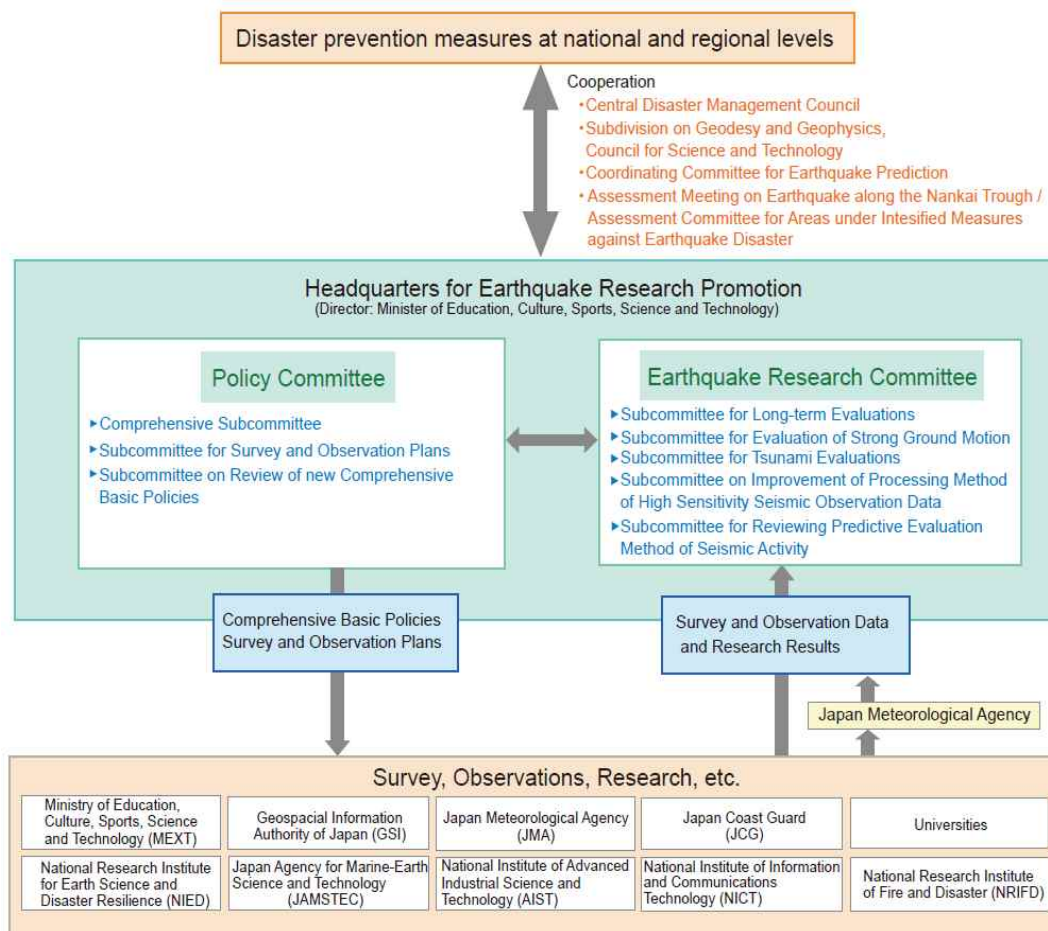 Disaster prevention measures at national and regional levels
Cooperation
・Central Disaster Management Council
・Subdivision on Geodesy and Geophysics,
Council for Science and Technology
・Coordinating Committee for Earthquake Prediction
・Assessment Meeting on Earthquake along the Nankai Trough /
Assessment Committee for Areas under Intesified Measures
against Earthquake Disaster
Headquarters for Earthquake Research Promotion
(Director: Minister of Education, Culture, Sports, Science and Technology)
Policy Committee
▶Comprehensive Subcommittee
▶Subcommittee for Survey and Observation Plans
▶Subcommittee on Review of new Comprehensive
Basic Policies
Earthquake Research Committee
▶Subcommittee for Long-term Evaluations
▶Subcommittee for Evaluation of Strong Ground Motion
▶Subcommittee for Tsunami Evaluations
▶Subcommittee on Improvement of Processing Method
of High Sensitivity Seismic Observation Data
▶Subcommittee for Reviewing Predictive Evaluation
Method of Seismic Activity
Comprehensive Basic Policies
Survey and Observation Plans
Survey and Observation Data
and Research Results
Japan Meteorological Agency
Survey, Observations, Research, etc.
Ministry of Education,
Culture, Sports, Science
and Technology (MEXT)
Geospacial Information
Authority of Japan (GSI)
Japan Meteorological Agency
(JMA)
Japan Coast Guard
(JCG)
Universities
National Research Institute
for Earth Science and
Disaster Resilience (NIED)
Japan Agency for Marine-Earth
Science and Technology
(JAMSTEC)
National Institute of Advanced
Industrial Science and
Technology (AIST)
National Institute of Information
and Communications
Technology (NICT)
National Research Institute
of Fire and Disaster (NRIFD)